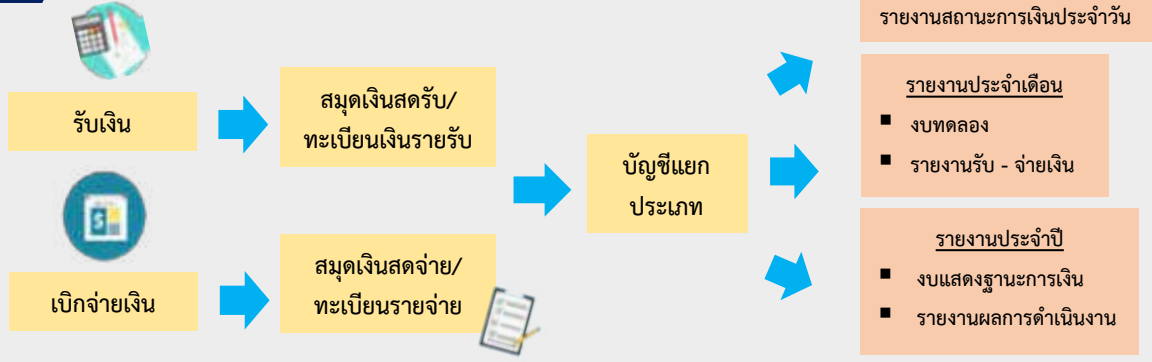 รายงานสถานะการเงินประจำวัน
รับเงิน
สมุดเงินสดรับ/
ทะเบียนเงินรายรับ
เบิกจ่ายเงิน
สมุดเงินสดจ่าย/
ทะเบียนรายจ่าย
บัญชีแยก
ประเภท
รายงานประจำเดือน
▪ งบทดลอง
▪ รายงานรับ - จ่ายเงิน
รายงานประจำปี
▪ งบแสดงฐานะการเงิน
▪ รายงานผลการดำเนินงาน